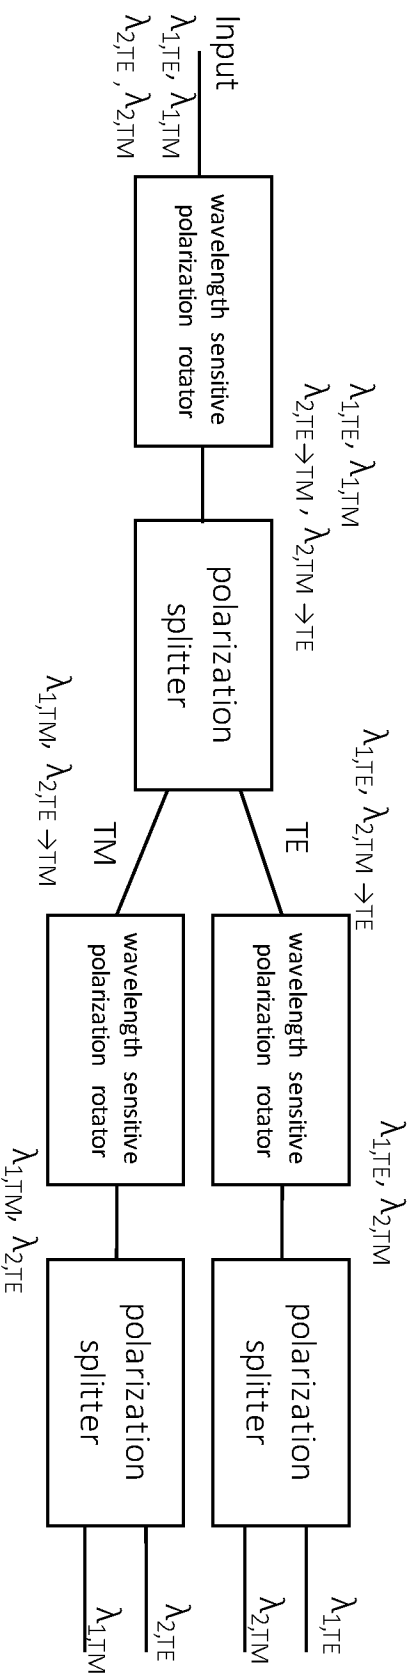 Input
λ1,TE, λ1,TM
λ2,TE , λ2,TM
wavelength sensitive
polarization rotator
λ1,TE, λ1,TM
λ2,TE→TM , λ2,TM →TE
polarization
splitter
TE
TM
λ1,TE, λ2,TM →TE
λ1,TM, λ2,TE →TM
wavelength sensitive
polarization rotator
wavelength sensitive
polarization rotator
λ1,TE, λ2,TM
λ1,TM, λ2,TE
polarization
splitter
polarization
splitter
λ1,TE
λ2,TM
λ2,TE
λ1,TM